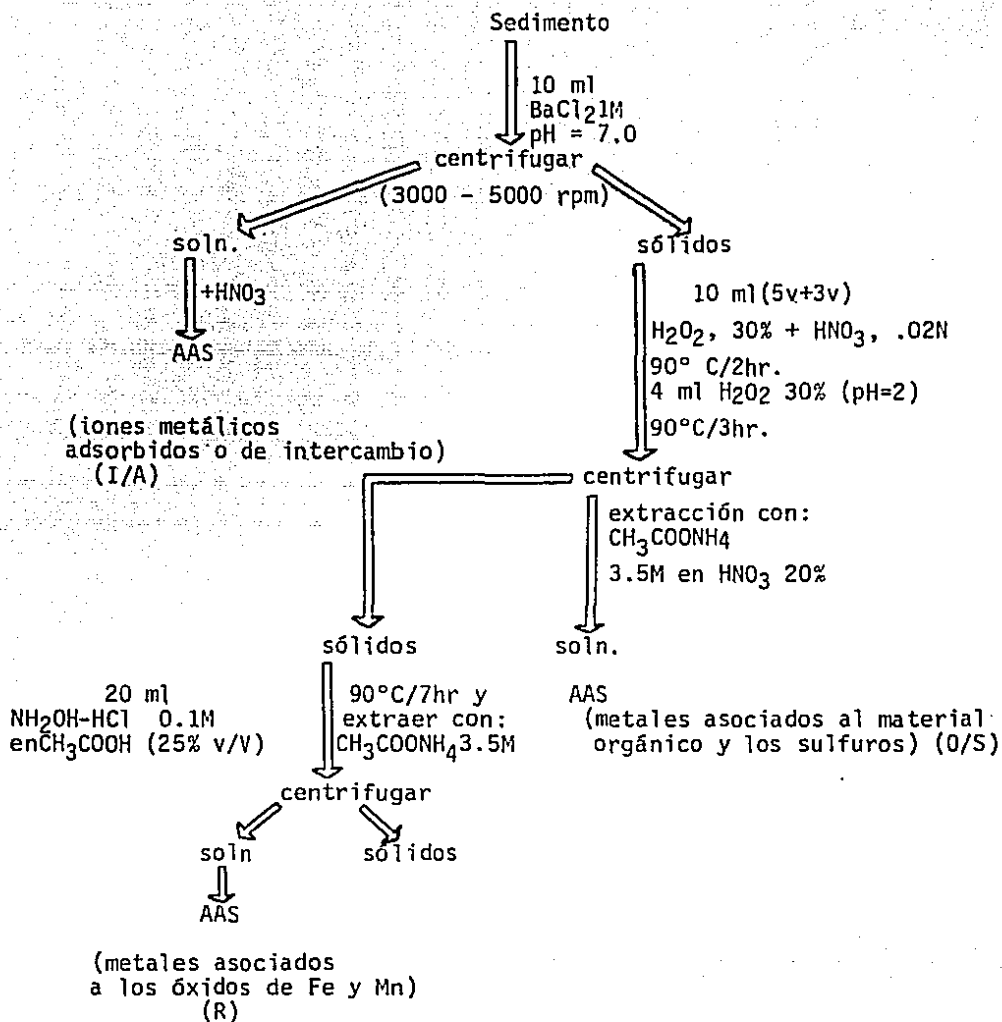 Sedimento
10 ml
BaCl2 1M
pH = 7.0
centrifugar
(3000 - 5000 rpm)
soln.
+HNO3
AAS
(iones metálicos
adsorbidos o de intercambio)
(I/A)
sólidos
10 ml(5v+3v)
H2O2, 30% + HNO3, .02N
90° C/2hr.
4 ml H2O2 30% (pH=2)
90°C/3hr.
centrifugar
extracción con:
CH3COONH4
3.5M en HNO3 20%
soln.
AAS
(metales asociados al material
orgánico y los sulfuros) (O/S)
sólidos
20 ml
NH2OH-HCl 0.1M
enCH3COOH (25% v/V)
90°C/7hr y
extraer con:
CH3COONH4 3.5M
centrifugar
soln
sólidos
AAS
(metales asociados
a los óxidos de Fe y Mn)
(R)